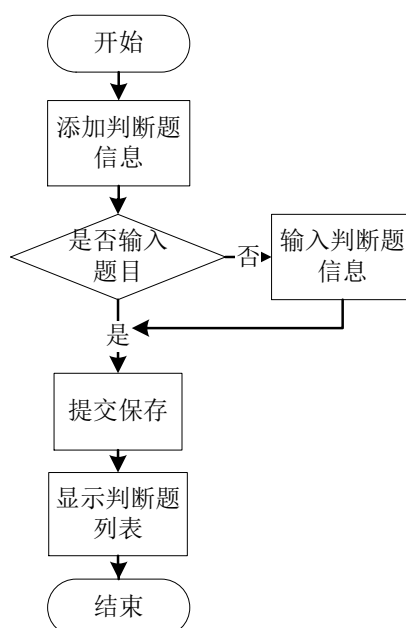 开始
添加判断题
信息
是否输入
题目
否
输入判断题
信息
是
提交保存
显示判断题
列表
结束